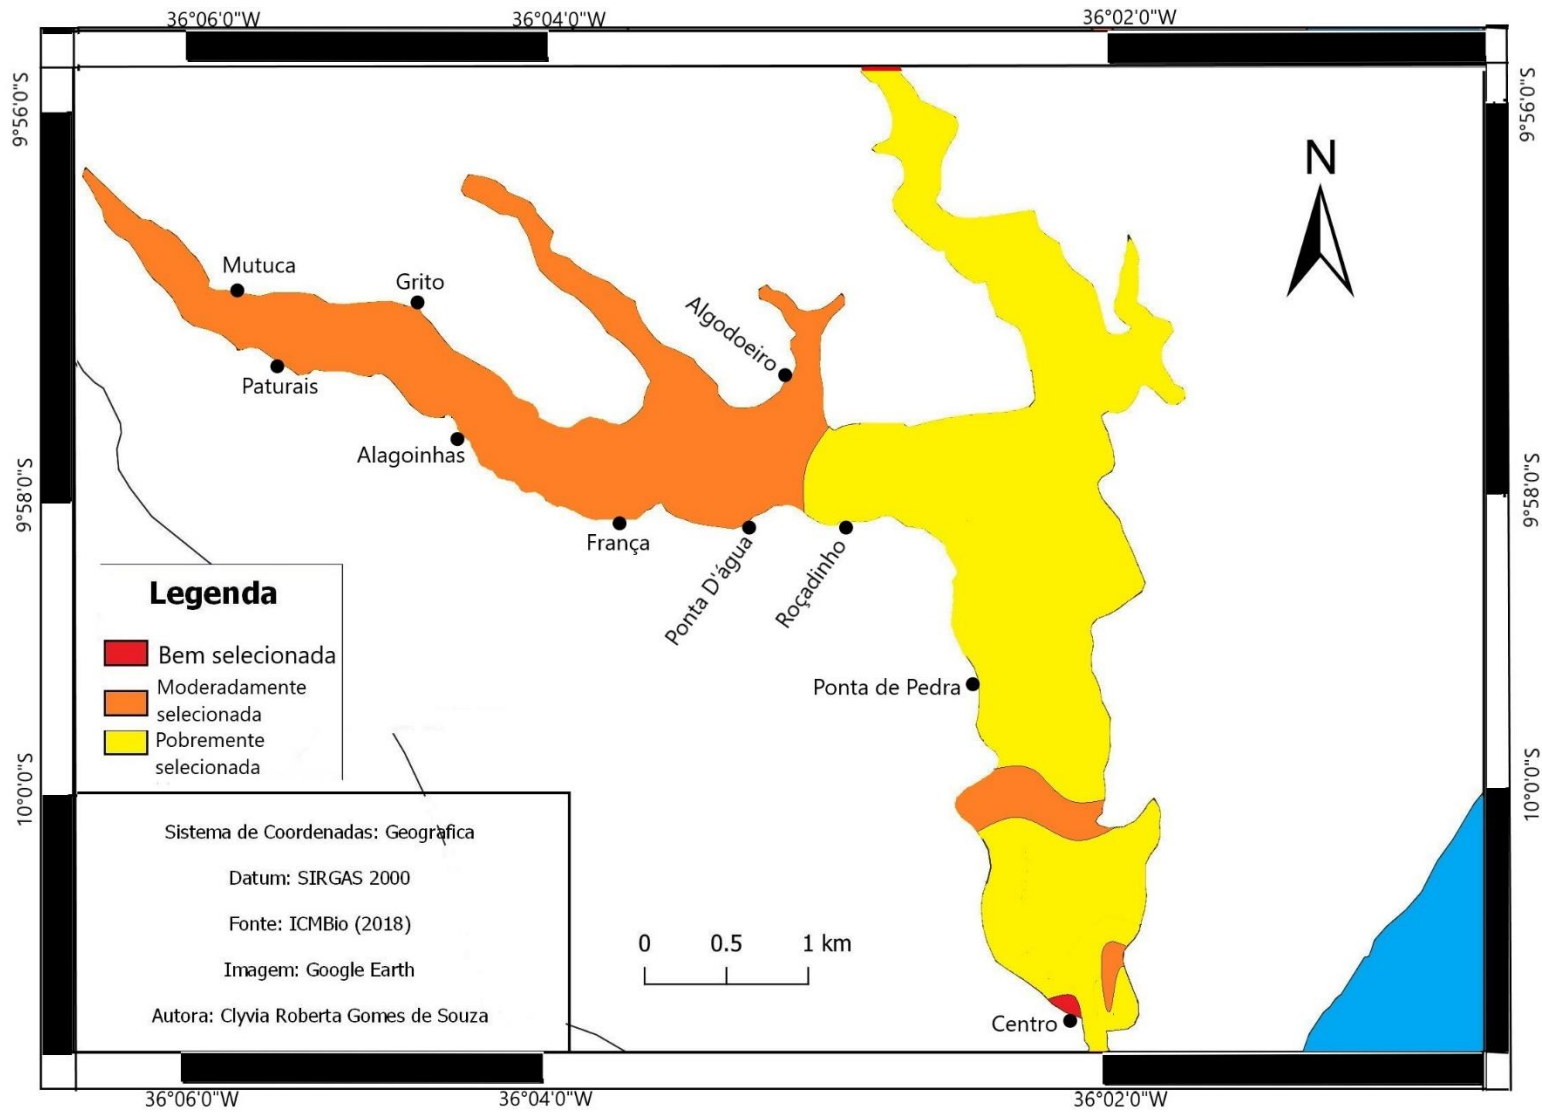 36°06'0"W
36°04'0"W
36°02'0"W
9°56'0"S
9°56'0"S
N
Mutuca
Grito
Algodoeiro
Paturais
Alagoinhas
9°58'0"S
9°58'0"S
França
Ponta D'água
Roçadinho
Legenda
Bem selecionada
Moderadamente
selecionada
Pobremente
selecionada
Ponta de Pedra
10°0'0"S
10°0'0"S
Sistema de Coordenadas: Geografica
Datum: SIRGAS 2000
Fonte: ICMBio (2018)
Imagem: Google Earth
Autora: Clyvia Roberta Gomes de Souza
0 0.5 1 km
Centro
36°06'0"W
36°04'0"W
36°02'0"W